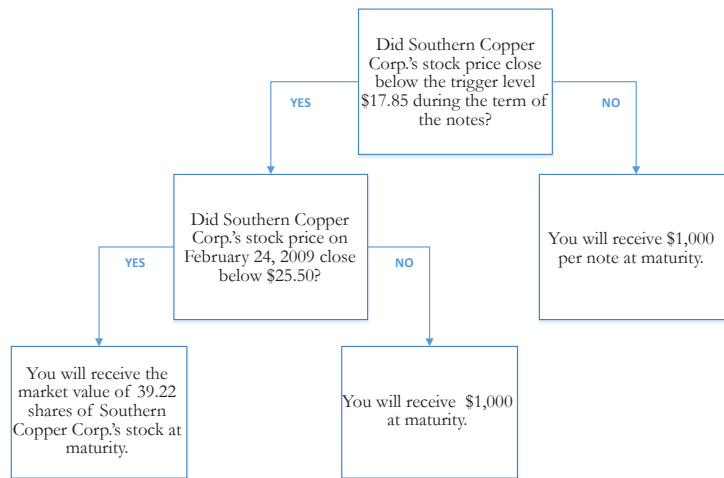 Did Southern Copper
Corp.'s stock price close
below the trigger level
$17.85 during the term of
the notes?
YES
NO
Did Southern Copper
Corp.'s stock price on
February 24, 2009 close
below $25.50?
You will receive $1,000
per note at maturity.
YES
NO
You will receive the
market value of 39.22
shares of Southern
Copper Corp.'s stock at
maturity.
You will receive $1,000
at maturity.